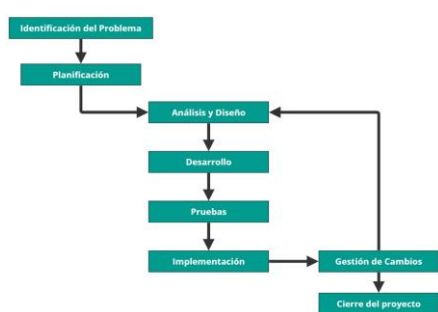 Identificación del Problema
Planificación
Análisis y Diseño
Desarrollo
Pruebas
Implementación
Gestión de Cambios
Cierre del proyecto